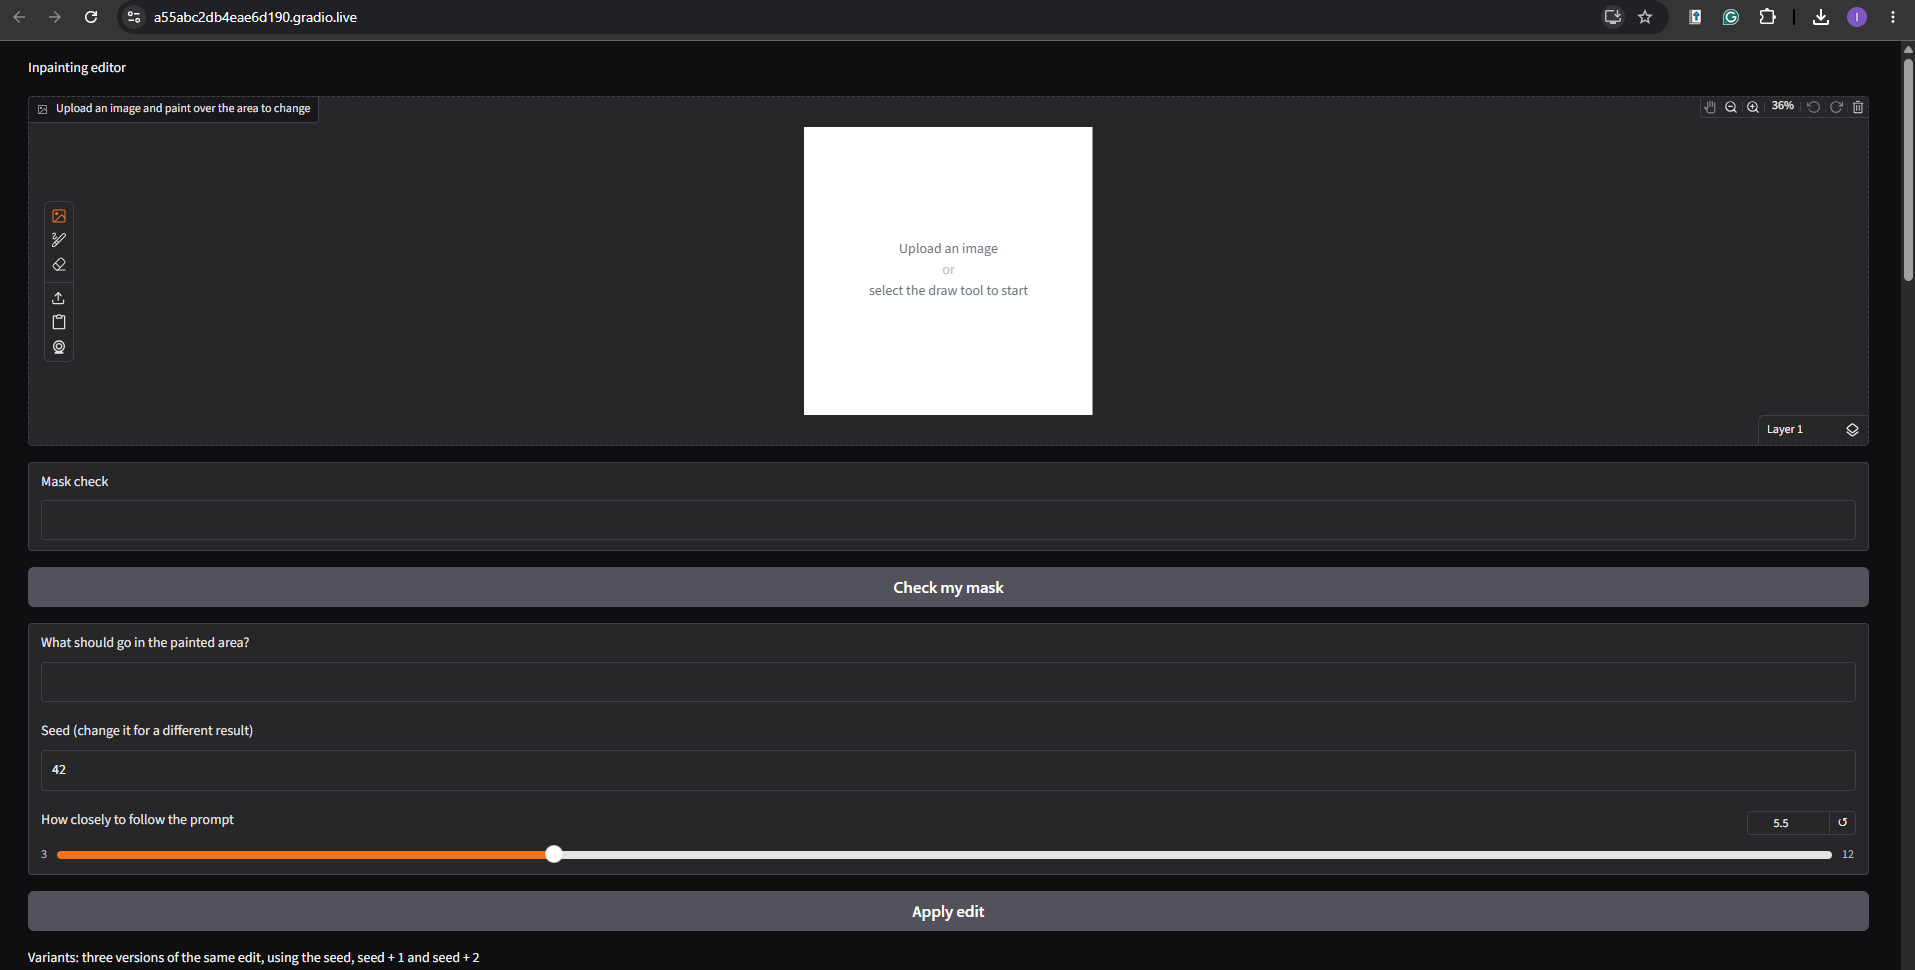 a55abc2db4eae6d190.gradio.live
I
Inpainting editor
Upload an image and paint over the area to change
36%
Upload an image
or
select the draw tool to start
Layer 1
Mask check
Check my mask
What should go in the painted area?
Seed (change it for a different result)
42
How closely to follow the prompt
5.5
3
12
Apply edit
Variants: three versions of the same edit, using the seed, seed + 1 and seed + 2